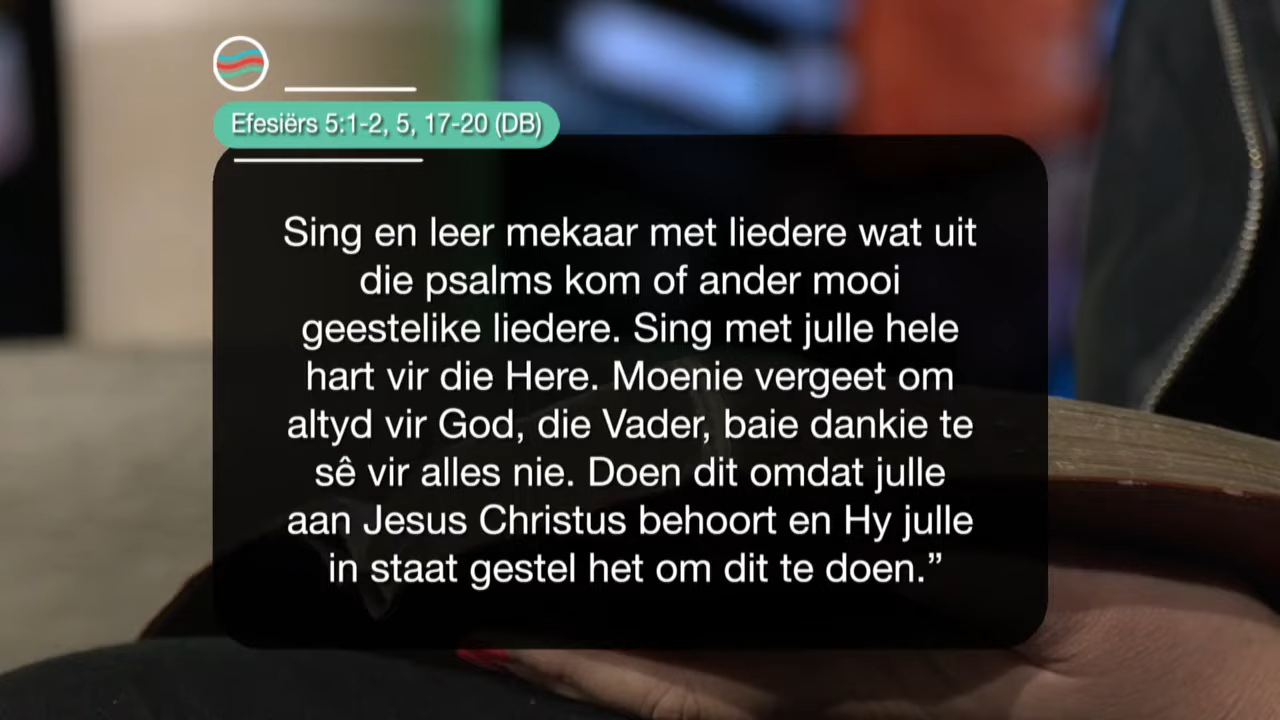 Efesiërs 5:1-2, 5, 17-20 (DB)
Sing en leer mekaar met liedere wat uit
die psalms kom of ander mooi
geestelike liedere. Sing met julle hele
hart vir die Here. Moenie vergeet om
altyd vir God, die Vader, baie dankie te
sê vir alles nie. Doen dit omdat julle
aan Jesus Christus behoort en Hy julle
in staat gestel het om dit te doen.”